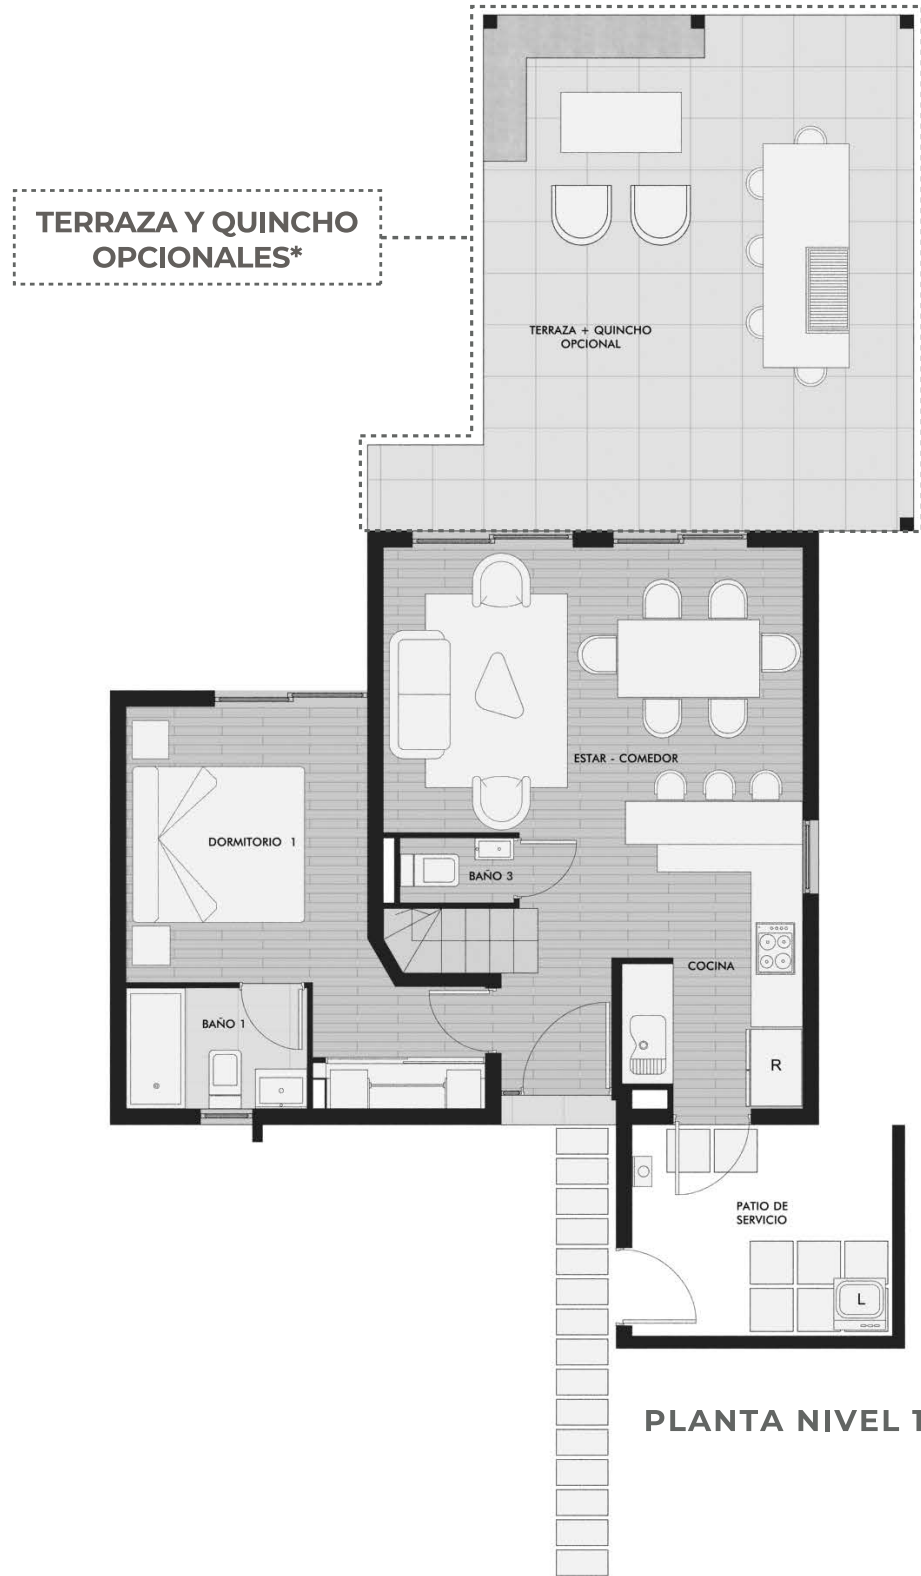 TERRAZA Y QUINCHO
OPCIONALES*
TERRAZA + QUINCHO
OPCIONAL
ESTAR - COMEDOR
DORMITORIO 1
BAÑO 3
COCINA
BAÑO 1
R
PATIO DE
SERVICIO
L
PLANTA NIVEL 1